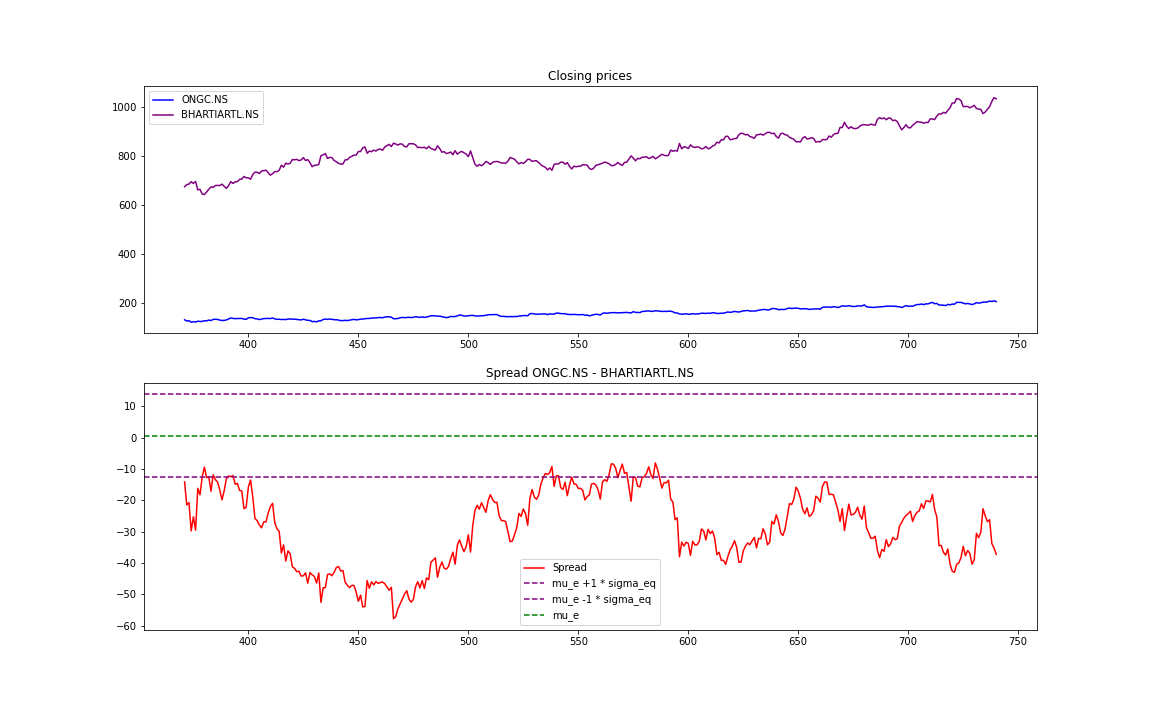 Closing prices
ONGC.NS
BHARTIARTL.NS
1000
800
600
400
200
400 450 500 550 600 650 700 750
Spread ONGC.NS - BHARTIARTL.NS
10
0
−10
−20
−30
−40
−50
−60
Spread
mu_e +1 * sigma_eq
mu_e -1 * sigma_eq
mu_e
400 450 500 550 600 650 700 750